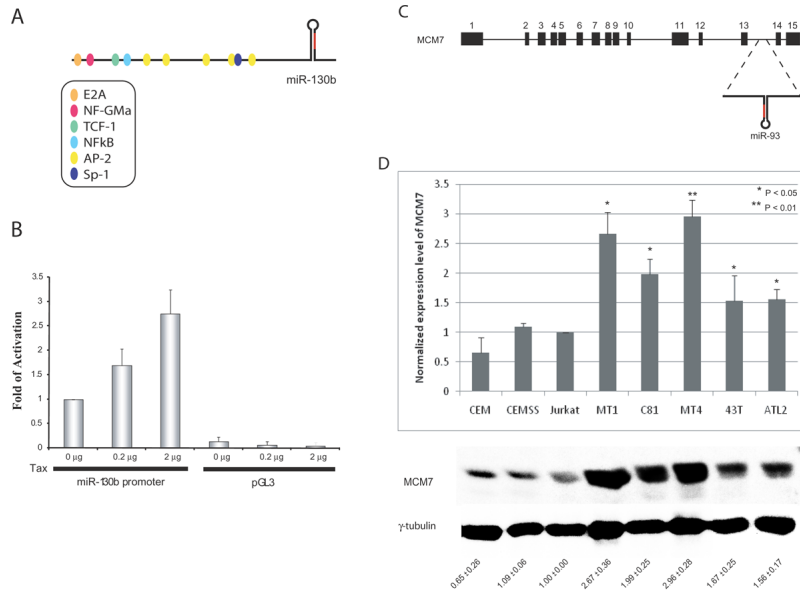 A
miR-130b
E2A
NF-GMa
TCF-1
NFkB
AP-2
Sp-1
B
Fold of Activation
3.5
3
2.5
2
1.5
1
0.5
0
0 µg 0.2 µg 2 µg 0 µg 0.2 µg 2 µg
Tax
miR-130b promoter pGL3
C
MCM7
1 2 3 4 5 6 7 8 9 10 11 12 13 14 15
miR-93
D
Normalized expression level of MCM7
3.5
3
2.5
2
1.5
1
0.5
0
* P < 0.05
** P < 0.01
* * ** * *
CEM CEMSS Jurkat MT1 C81 MT4 43T ATL2
MCM7
γ-tubulin
0.65 ±0.26 1.09 ±0.06 1.00 ±0.00 2.67 ±0.36 1.99 ±0.25 2.96 ±0.28 1.67 ±0.25 1.56 ±0.17